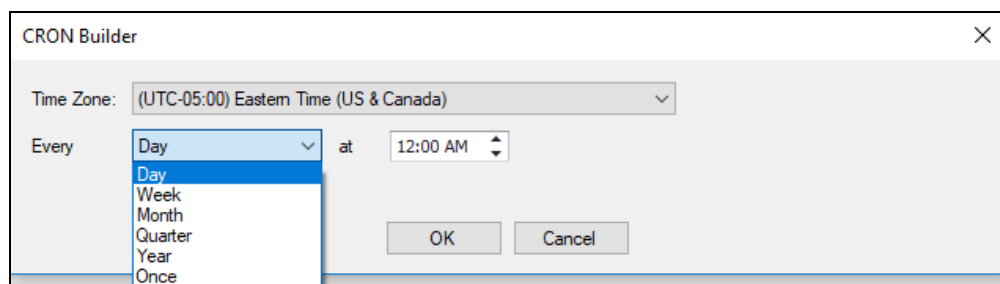 CRON Builder
Time Zone: (UTC-05:00) Eastern Time (US & Canada)
Every Day at 12:00 AM
Day
Week
Month
Quarter
Year
Once
OK Cancel